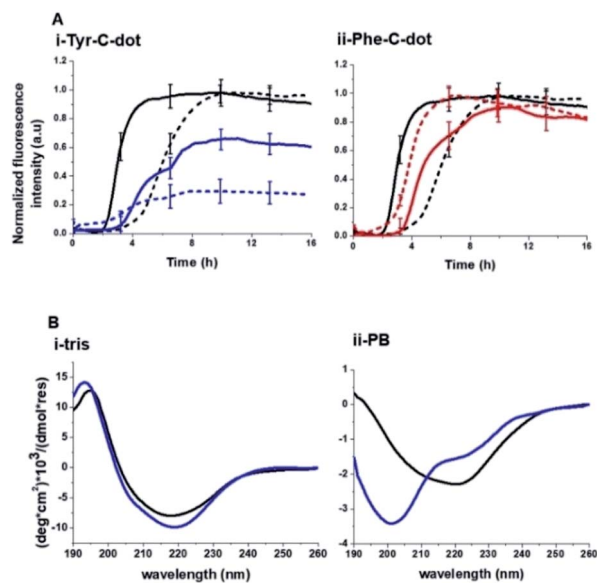 A
i-Tyr-C-dot
ii-Phe-C-dot
Normalized fluorescence
intensity (a.u)
1.2
1.0
0.8
0.6
0.4
0.2
0.0
0 4 8 12 16
Time (h)
1.2
1.0
0.8
0.6
0.4
0.2
0.0
0 4 8 12 16
Time (h)
B
i-tris
ii-PB
(deg*cm²)*10³/(dmol*res)
15
10
5
0
-5
-10
190 200 210 220 230 240 250 260
wavelength (nm)
1
0
-1
-2
-3
-4
190 200 210 220 230 240 250 260
wavelength (nm)